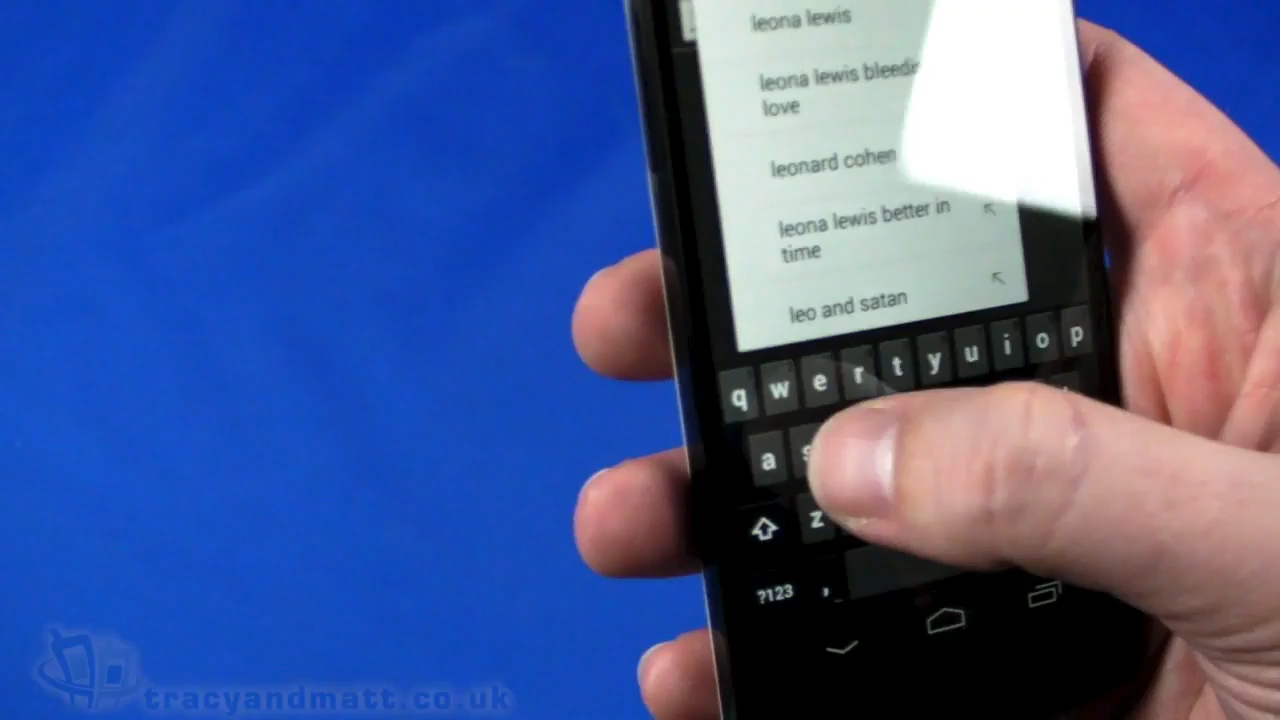 leona lewis
leona lewis
love
leonard cohen
leona lewis better in
time
leo and satan
q w e r t y u i o p
a s
z
?123 ,
tracyandmatt.co.uk